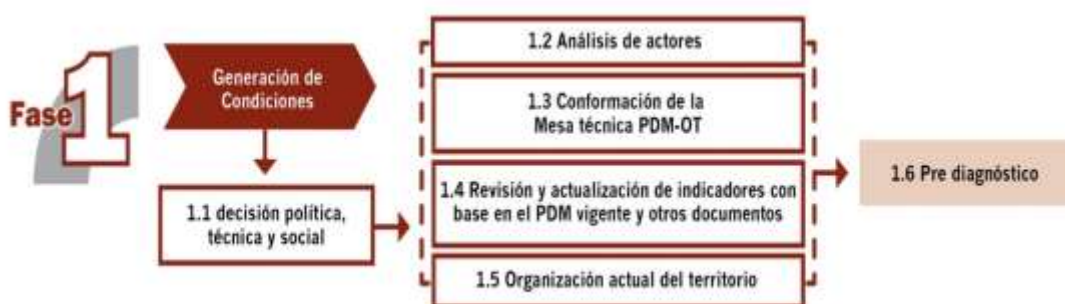 Fase 1
Generación de
Condiciones
1.1 decisión política,
técnica y social
1.2 Análisis de actores
1.3 Conformación de la
Mesa técnica PDM-OT
1.4 Revisión y actualización de indicadores con
base en el PDM vigente y otros documentos
1.5 Organización actual del territorio
1.6 Pre diagnóstico